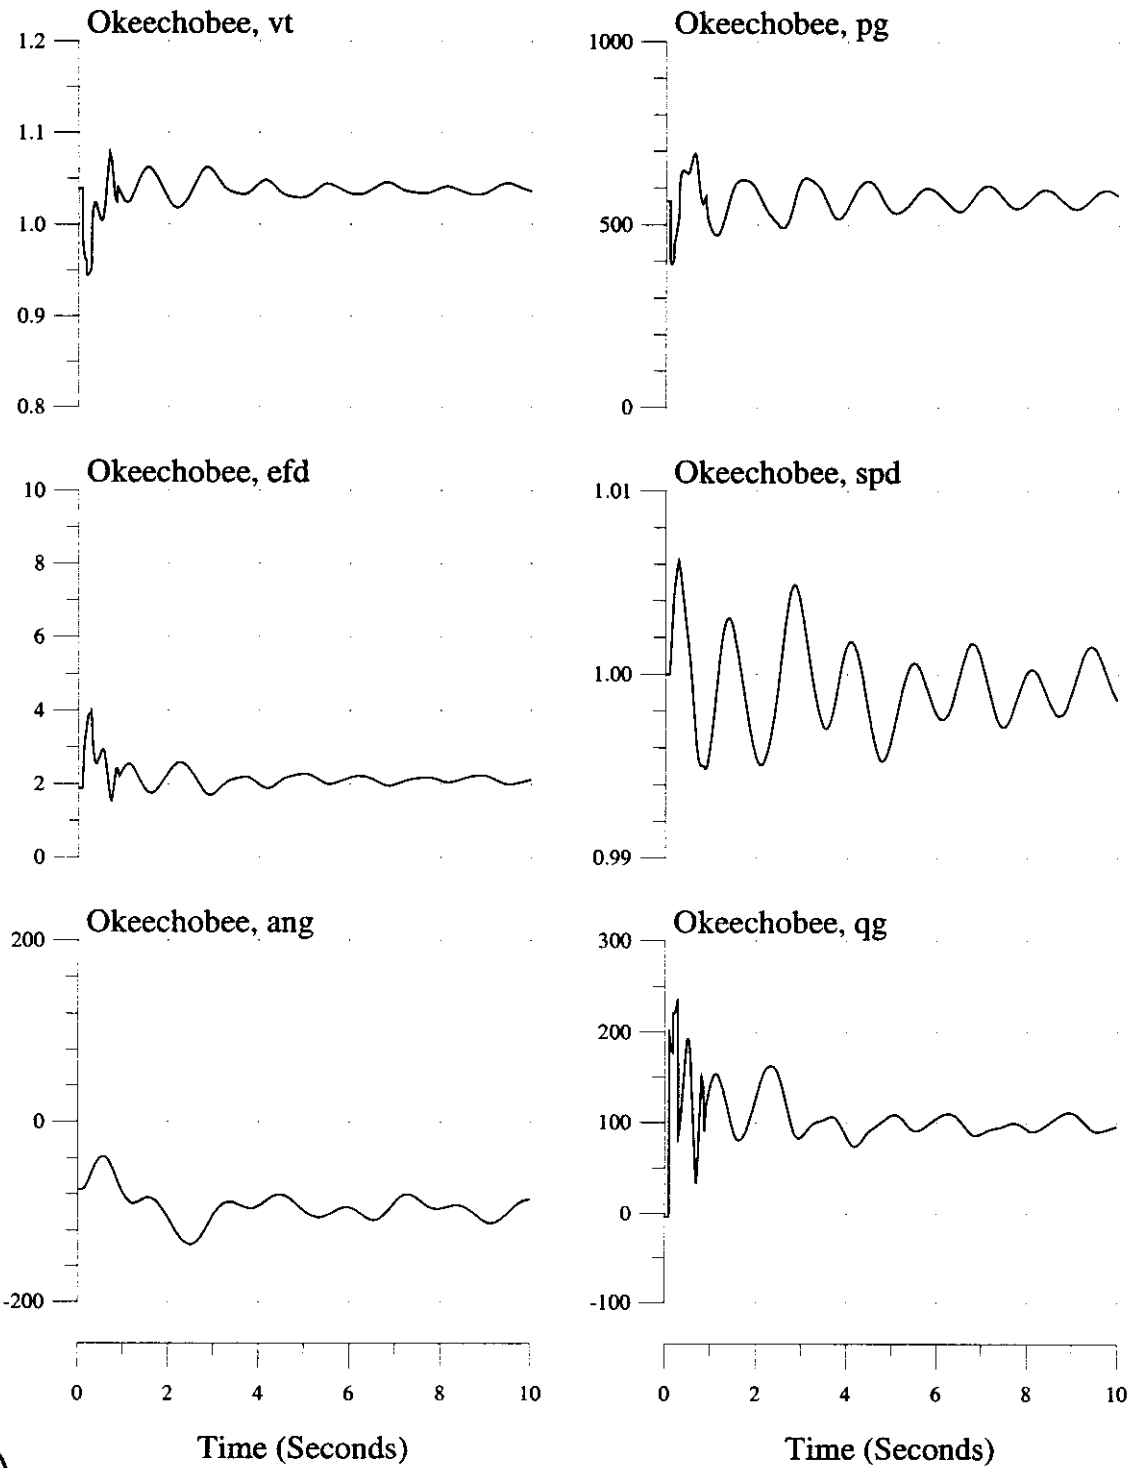 Okeechobee, vt
1.2
1.1
1.0
0.9
0.8
Okeechobee, pg
1000
500
0
Okeechobee, efd
10
8
6
4
2
0
Okeechobee, spd
1.01
1.00
0.99
Okeechobee, ang
200
0
-200
0 2 4 6 8 10
Time (Seconds)
Okeechobee, qg
300
200
100
0
-100
0 2 4 6 8 10
Time (Seconds)